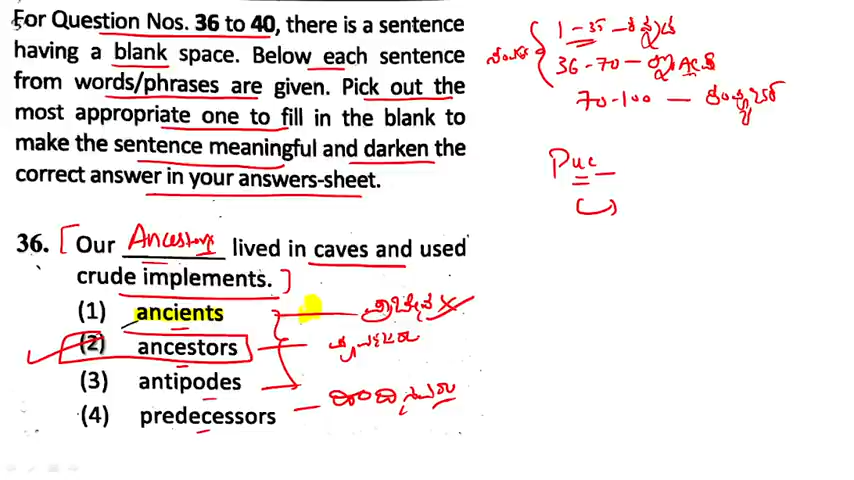 For Question Nos. 36 to 40, there is a sentence
having a blank space. Below each sentence
from words/phrases are given. Pick out the
most appropriate one to fill in the blank to
make the sentence meaningful and darken the
correct answer in your answers-sheet.
36. [ Our Ancestors lived in caves and used
crude implements. ]
(1) ancients
(2) ancestors
(3) antipodes
(4) predecessors
1 - 35 - ಕನ್ನಡ
36-70 -
70-100 - ಕಂಪ್ಯೂಟರ್
Puc